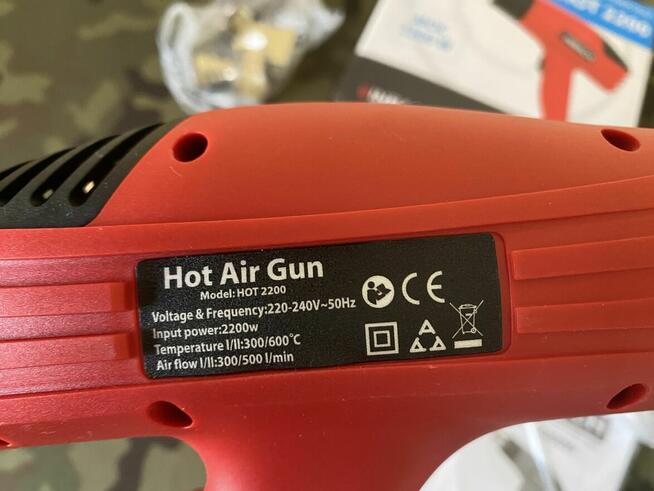 Hot Air Gun
Model: HOT 2200
Voltage & Frequency:220-240V~50Hz
Input power:2200w
Temperature I/II:300/600°C
Air flow I/II:300/500 l/min
CE